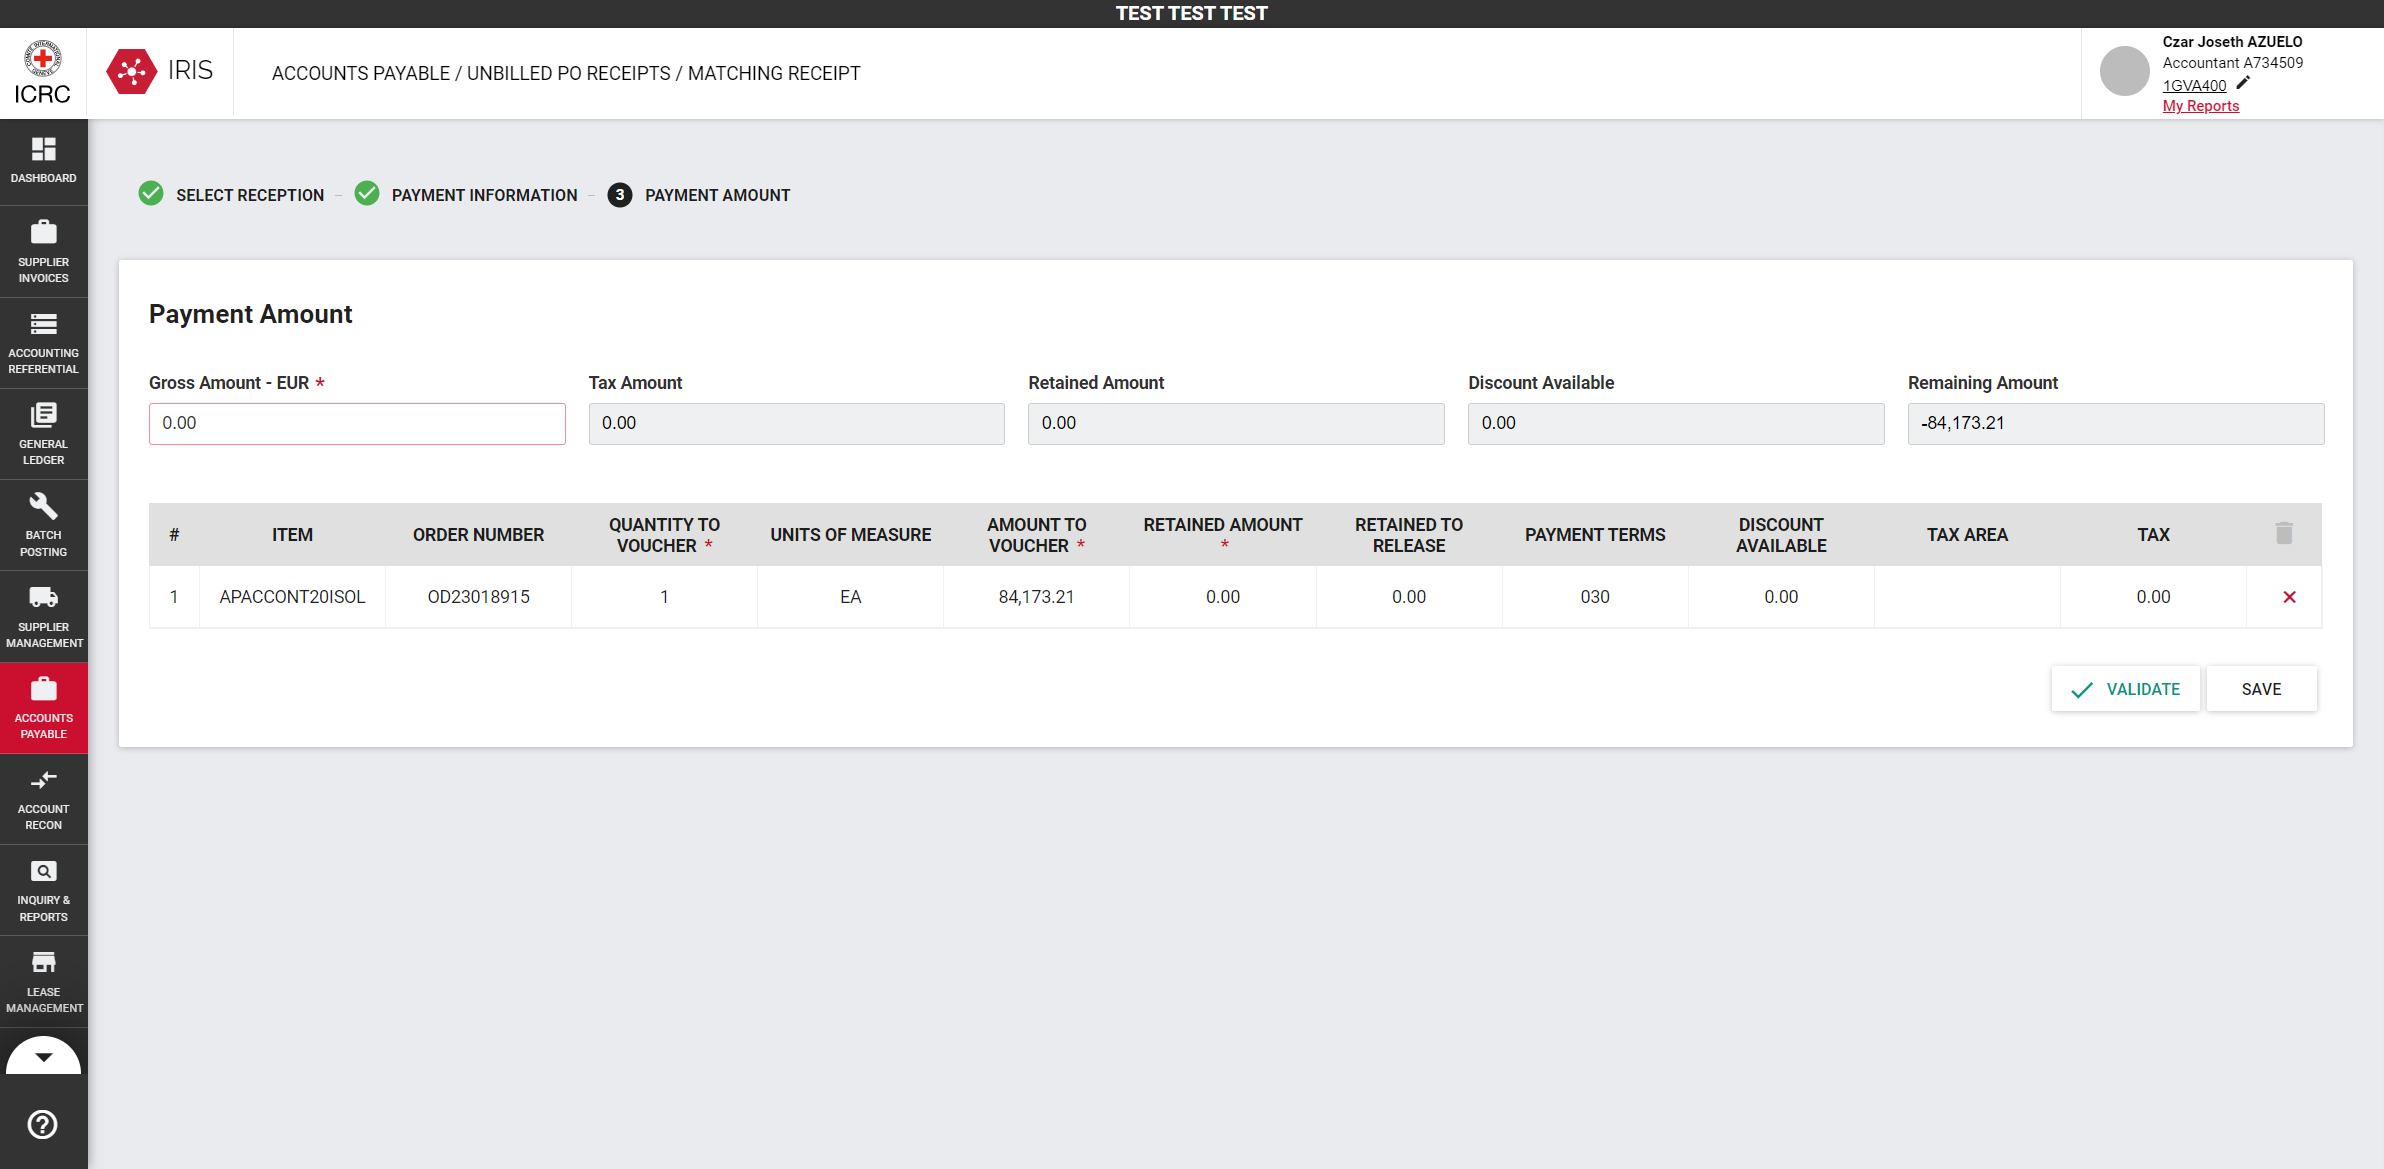 TEST TEST TEST
ICRC
IRIS
ACCOUNTS PAYABLE / UNBILLED PO RECEIPTS / MATCHING RECEIPT
Czar Joseth AZUELO
Accountant A734509
1GVA400
My Reports
DASHBOARD
SUPPLIER
INVOICES
ACCOUNTING
REFERENTIAL
GENERAL
LEDGER
BATCH
POSTING
SUPPLIER
MANAGEMENT
ACCOUNTS
PAYABLE
ACCOUNT
RECON
INQUIRY &
REPORTS
LEASE
MANAGEMENT
SELECT RECEPTION – PAYMENT INFORMATION – 3 PAYMENT AMOUNT
Payment Amount
Gross Amount - EUR * Tax Amount Retained Amount Discount Available Remaining Amount
0.00 0.00 0.00 0.00 -84,173.21
# ITEM ORDER NUMBER QUANTITY TO VOUCHER * UNITS OF MEASURE AMOUNT TO VOUCHER * RETAINED AMOUNT * RETAINED TO RELEASE PAYMENT TERMS DISCOUNT AVAILABLE TAX AREA TAX
1 APACCONT20ISOL OD23018915 1 EA 84,173.21 0.00 0.00 030 0.00 0.00
VALIDATE SAVE